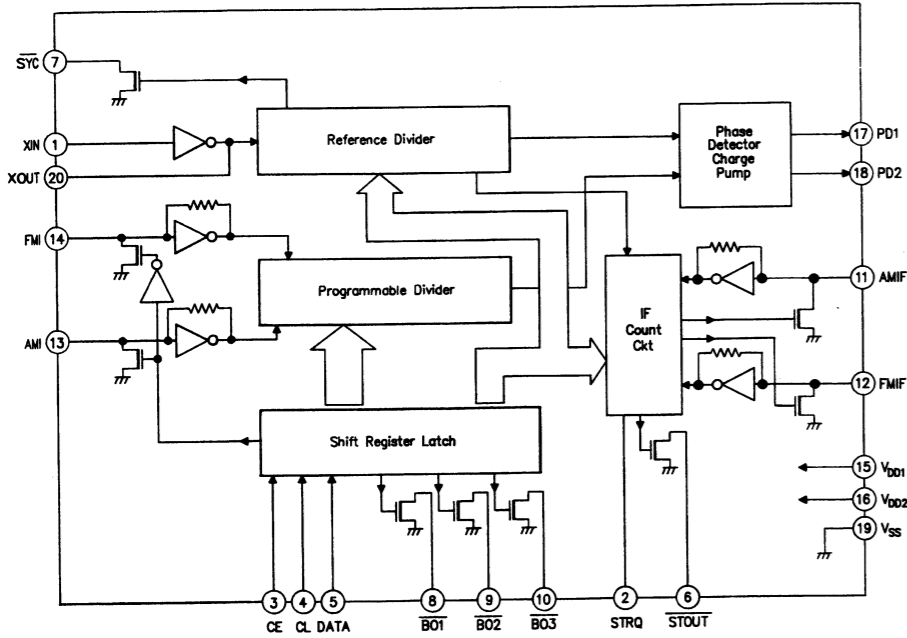 7
SYC
Reference Divider
Phase
Detector
Charge
Pump
17 PD1
18 PD2
XIN 1
XOUT 20
FMI 14
Programmable Divider
IF
Count
Ckt
11 AMIF
AMI 13
12 FMIF
Shift Register Latch
15 VDD1
16 VDD2
19 VSS
3 4 5 8 9 10 2 6
CE CL DATA BO1 BO2 BO3 STRQ STOUT